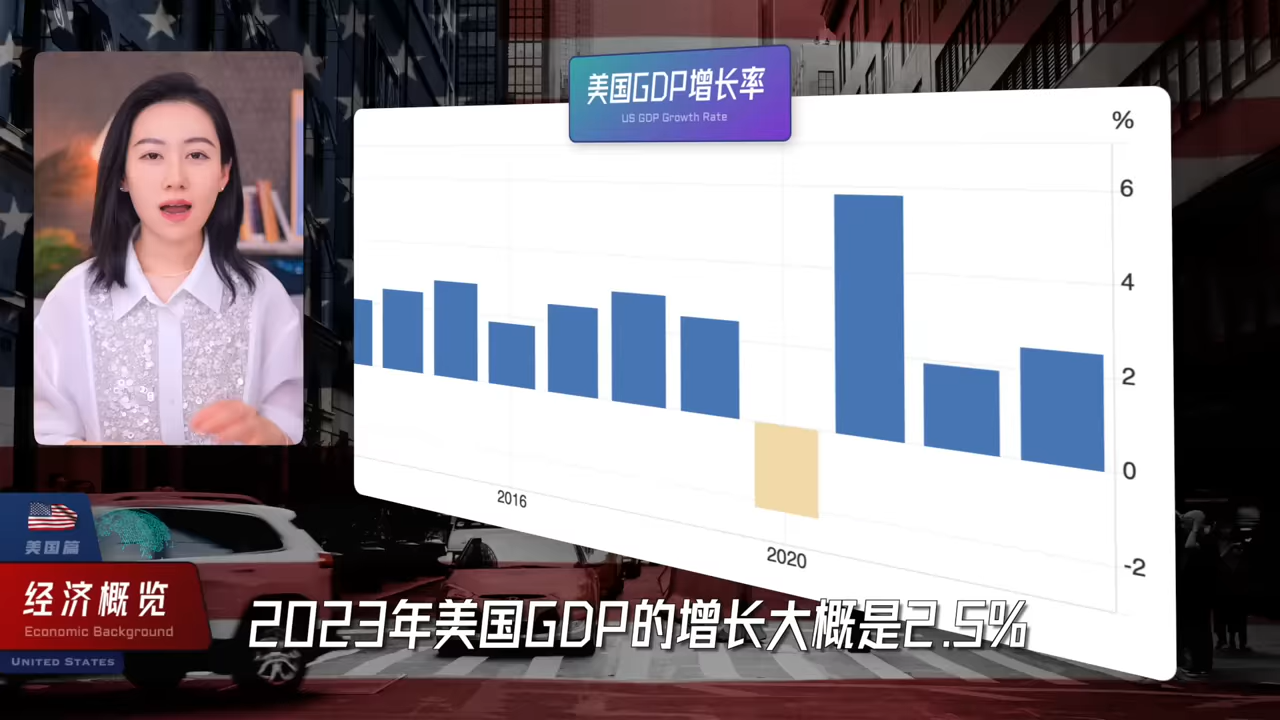 美国GDP增长率
US GDP Growth Rate
%
6
4
2
0
-2
2016
2020
美国篇
经济概览
Economic Background
UNITED STATES
2023年美国GDP的增长大概是2.5%